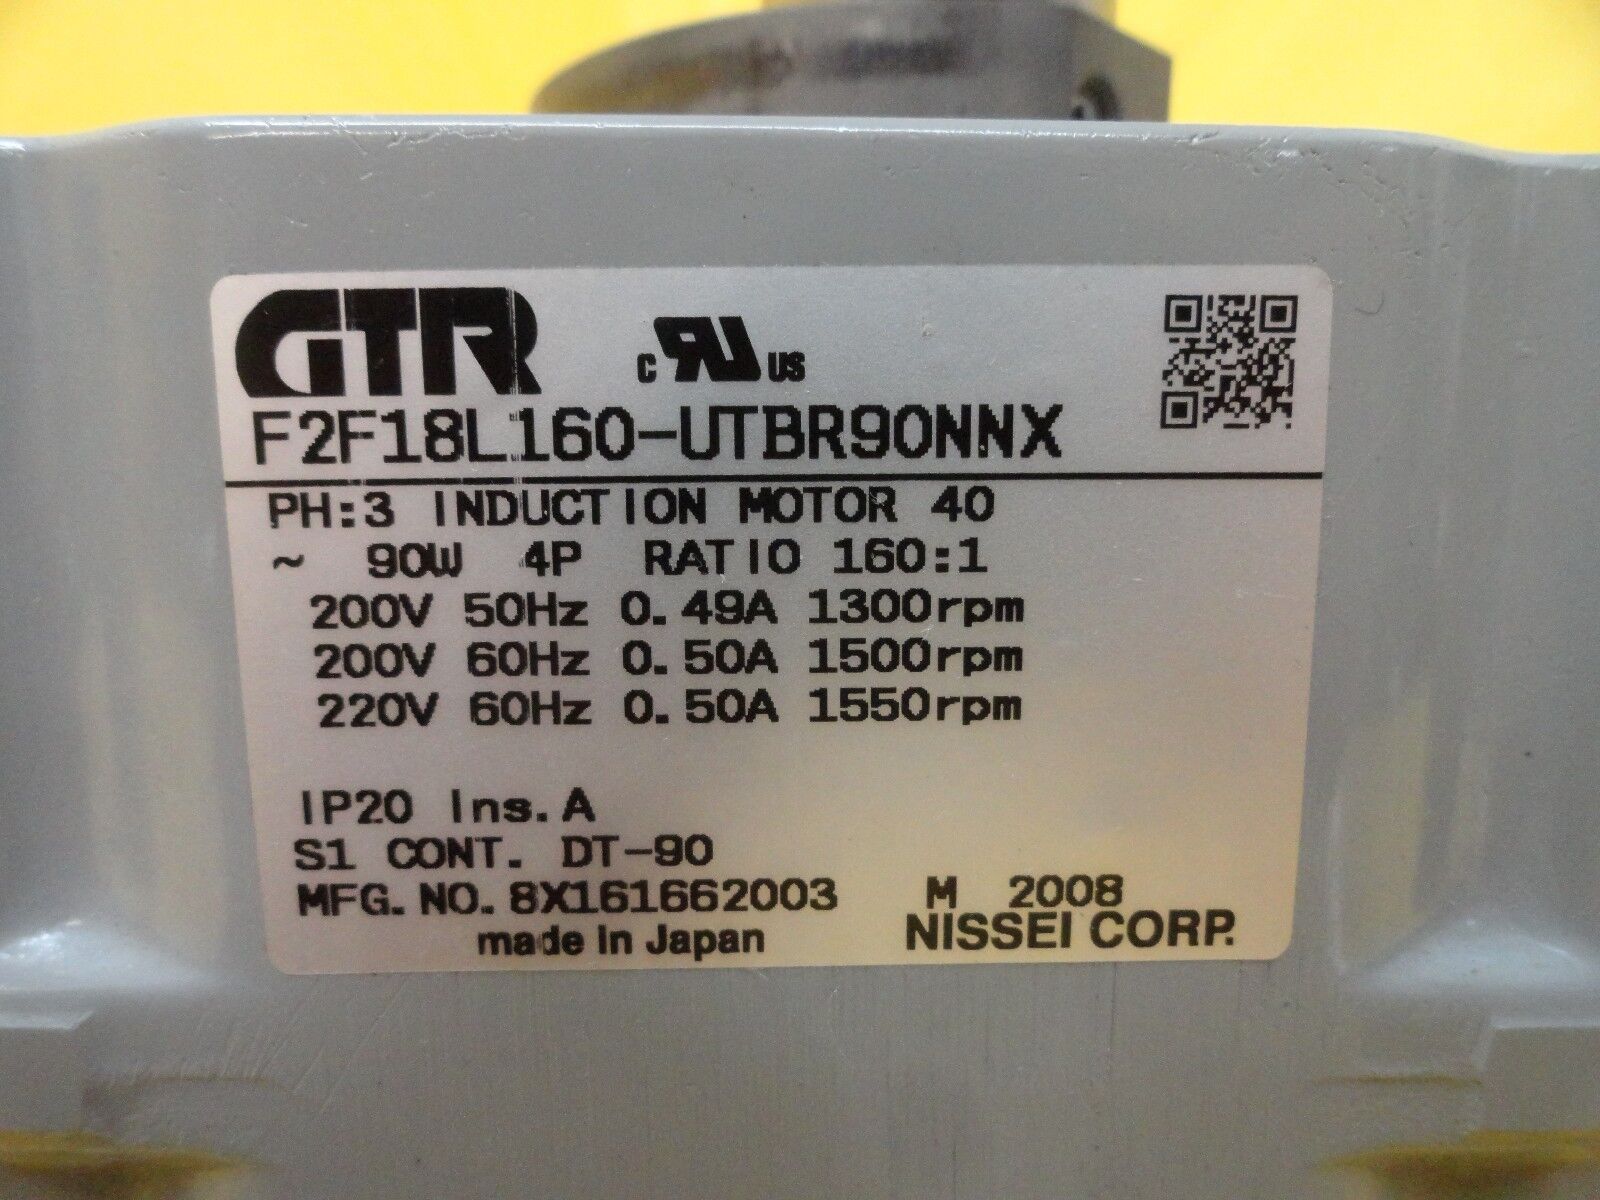 GTR
c RU US
F2F18L160-UTBR90NNX
PH:3 INDUCTION MOTOR 40
~ 90W 4P RATIO 160:1
200V 50Hz 0.49A 1300rpm
200V 60Hz 0.50A 1500rpm
220V 60Hz 0.50A 1550rpm
IP20 Ins.A
S1 CONT. DT-90
MFG.NO.8X161662003 M 2008
made in Japan NISSEI CORP.